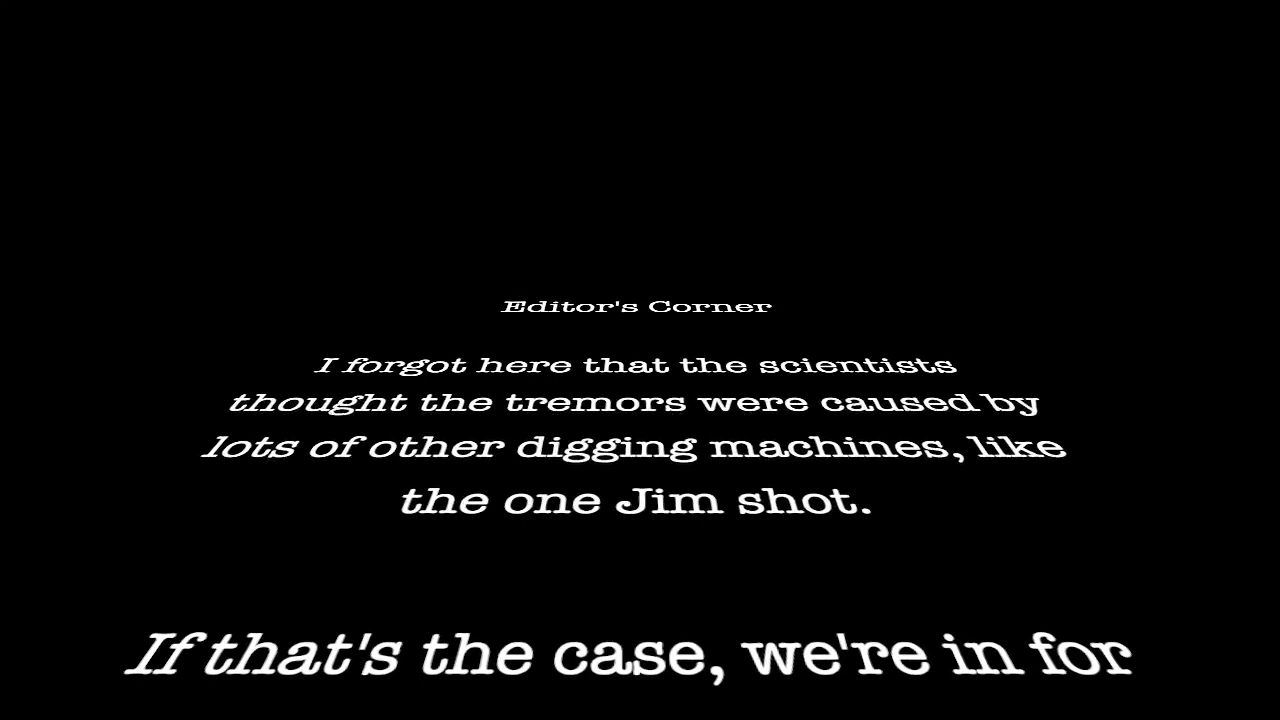 Editor's Corner
I forgot here that the scientists
thought the tremors were caused by
lots of other digging machines, like
the one Jim shot.
If that's the case, we're in for